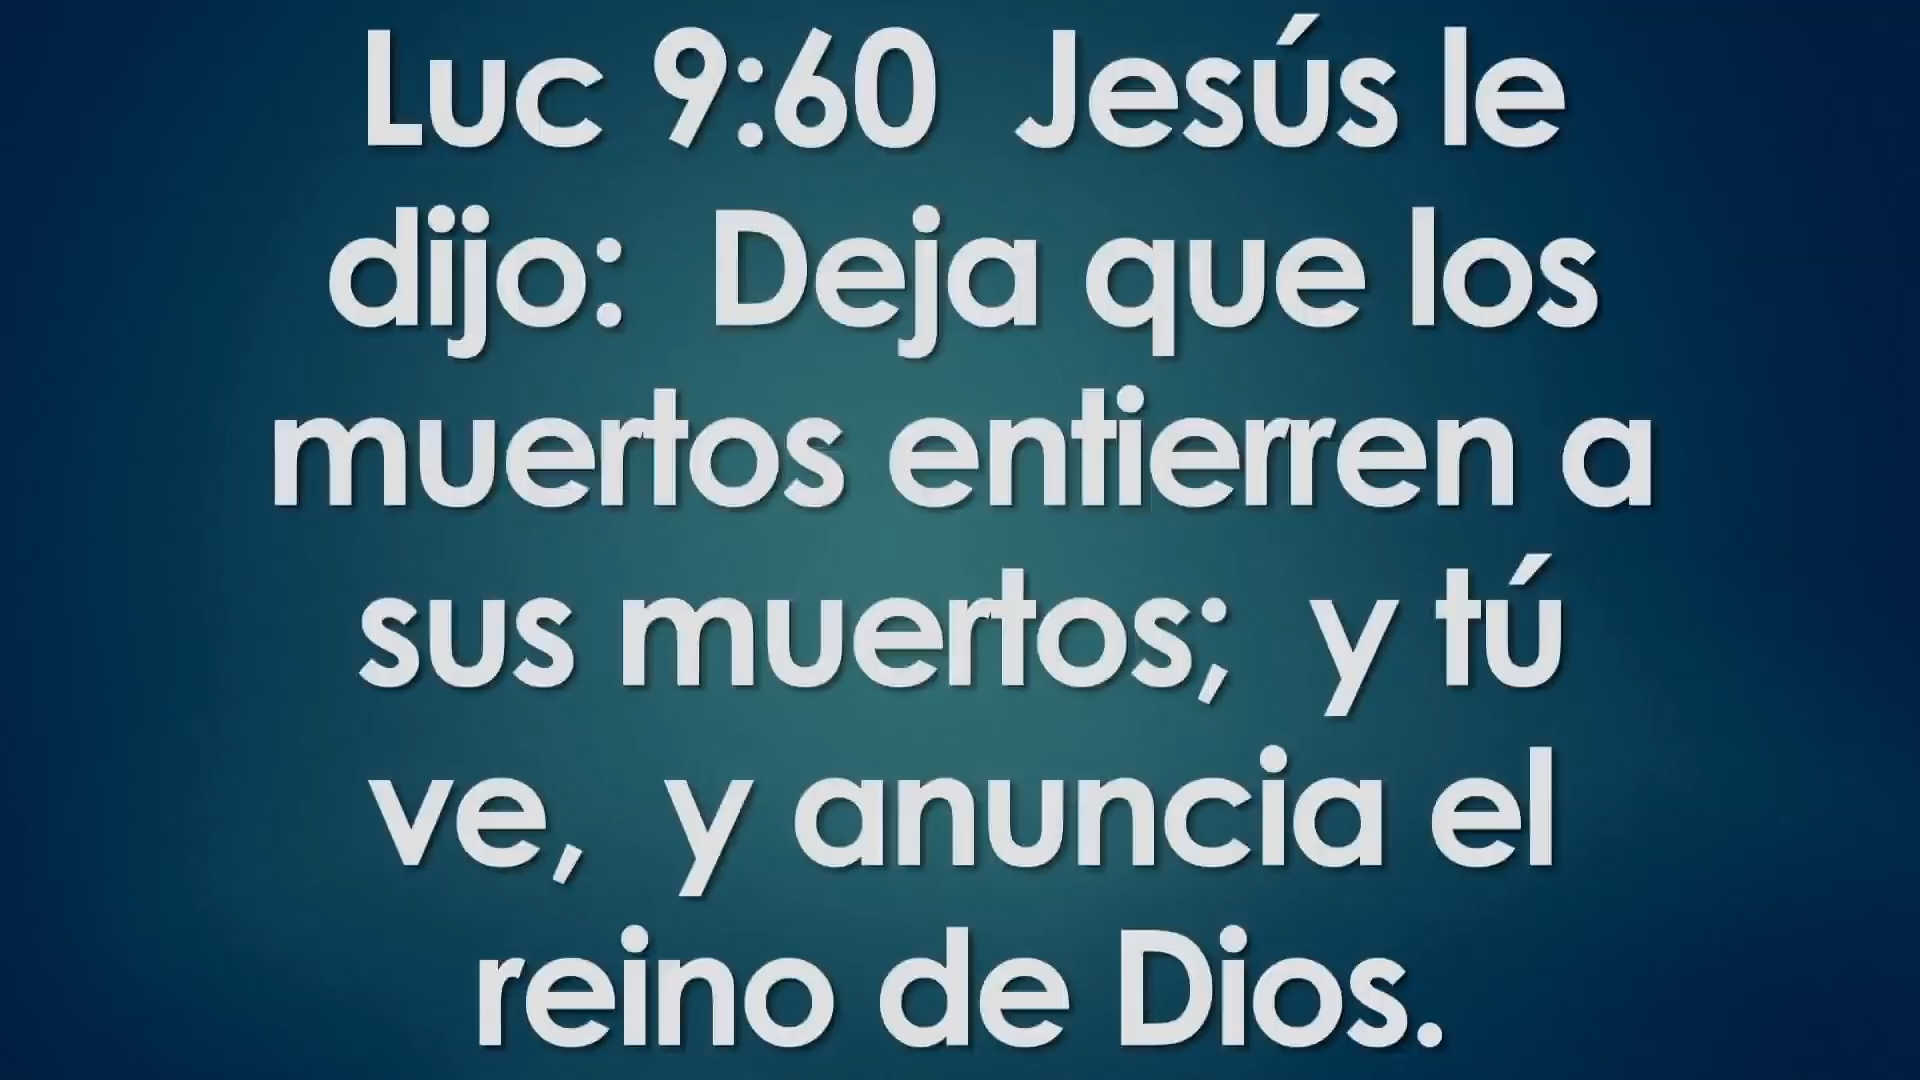 Luc 9:60  Jesús le
dijo:  Deja que los
muertos entierren a
sus muertos;  y tú
ve,  y anuncia el
reino de Dios.